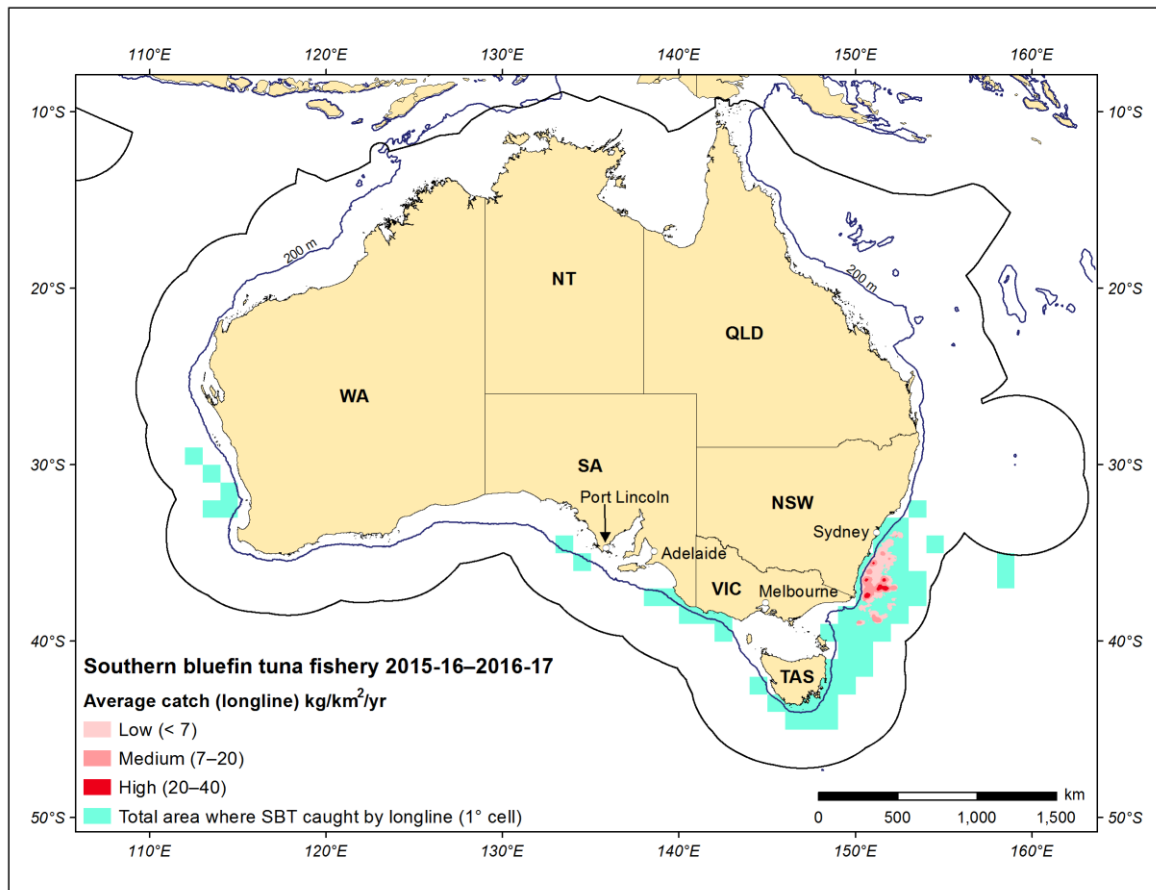 110°E 120°E 130°E 140°E 150°E 160°E
10°S 10°S
200 m
200 m
20°S 20°S
NT
QLD
WA
30°S 30°S
SA
Port Lincoln
NSW
Sydney
Adelaide
VIC
Melbourne
40°S 40°S
TAS
Southern bluefin tuna fishery 2015-16–2016-17
Average catch (longline) kg/km²/yr
Low (< 7)
Medium (7–20)
High (20–40)
Total area where SBT caught by longline (1° cell)
km
0 500 1,000 1,500
50°S 50°S
110°E 120°E 130°E 140°E 150°E 160°E